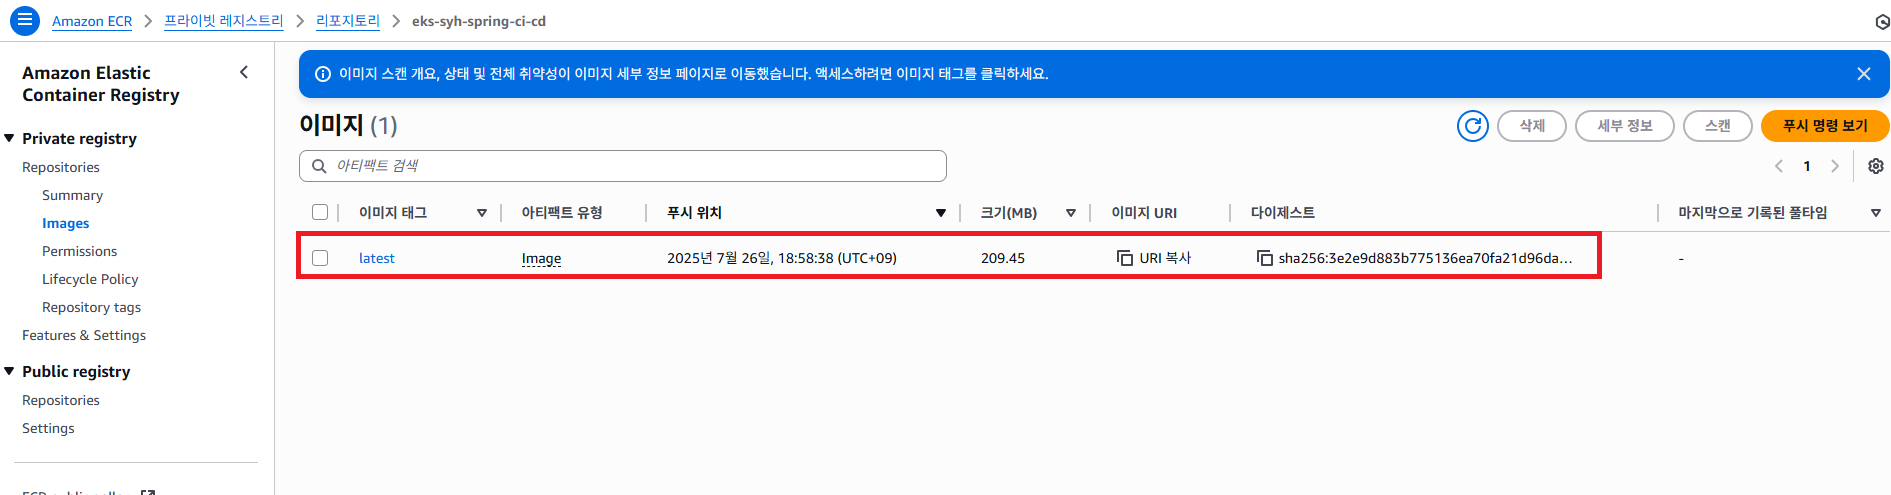 Amazon ECR > 프라이빗 레지스트리 > 리포지토리 > eks-syh-spring-ci-cd
Amazon Elastic
Container Registry
Private registry
Repositories
Summary
Images
Permissions
Lifecycle Policy
Repository tags
Features & Settings
Public registry
Repositories
Settings
이미지 스캔 개요, 상태 및 전체 취약성이 이미지 세부 정보 페이지로 이동했습니다. 액세스하려면 이미지 태그를 클릭하세요.
이미지 (1)
삭제 세부 정보 스캔 푸시 명령 보기
아티팩트 검색
1
이미지 태그 아티팩트 유형 푸시 위치 크기(MB) 이미지 URI 다이제스트 마지막으로 기록된 풀타임
latest Image 2025년 7월 26일, 18:58:38 (UTC+09) 209.45 URI 복사 sha256:3e2e9d883b775136ea70fa21d96da... -